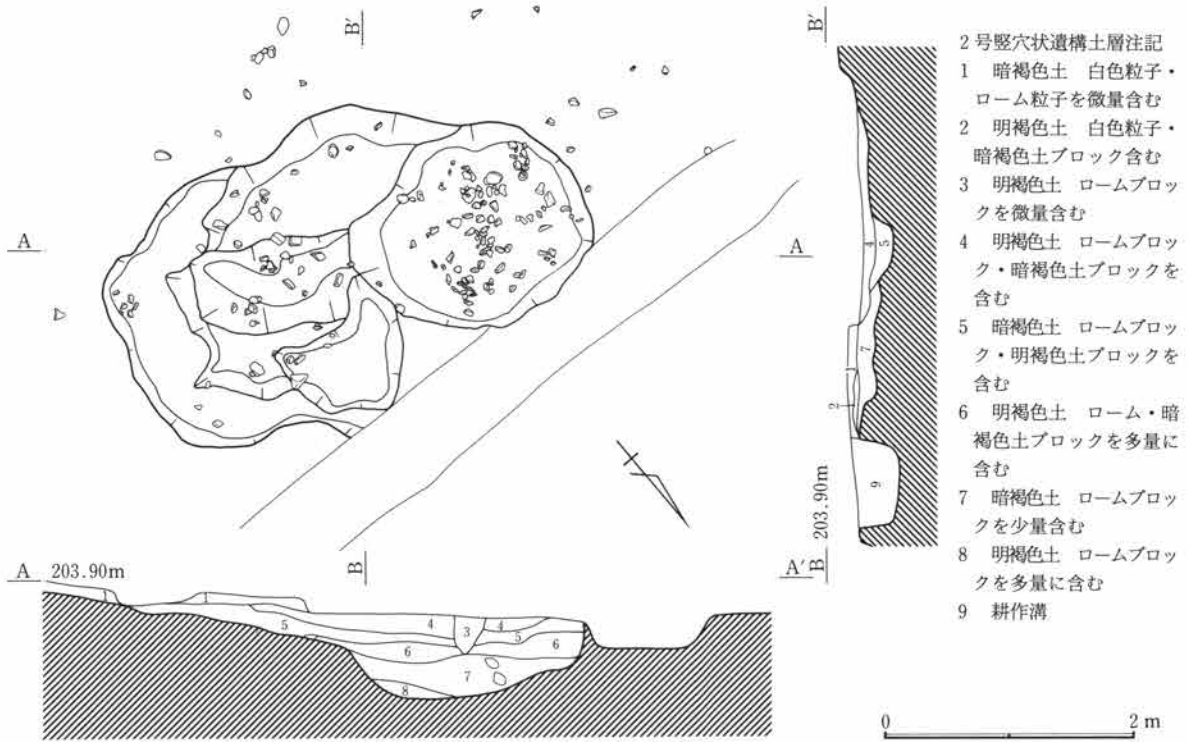 B′
B′
A
A
2号竪穴状遺構土層注記
1 暗褐色土 白色粒子・
ローム粒子を微量含む
2 明褐色土 白色粒子・
暗褐色土ブロック含む
3 明褐色土 ロームブロッ
クを微量含む
4 明褐色土 ロームブロッ
ク・暗褐色土ブロックを
含む
5 暗褐色土 ロームブロッ
ク・明褐色土ブロックを
含む
6 明褐色土 ローム・暗
褐色土ブロックを多量に
含む
7 暗褐色土 ロームブロッ
クを少量含む
8 明褐色土 ロームブロッ
クを多量に含む
9 耕作溝
4
5
7
1
2
9
203.90m
B
A 203.90m
B
A′
5
4
3
4
5
6
6
7
8
0 2m